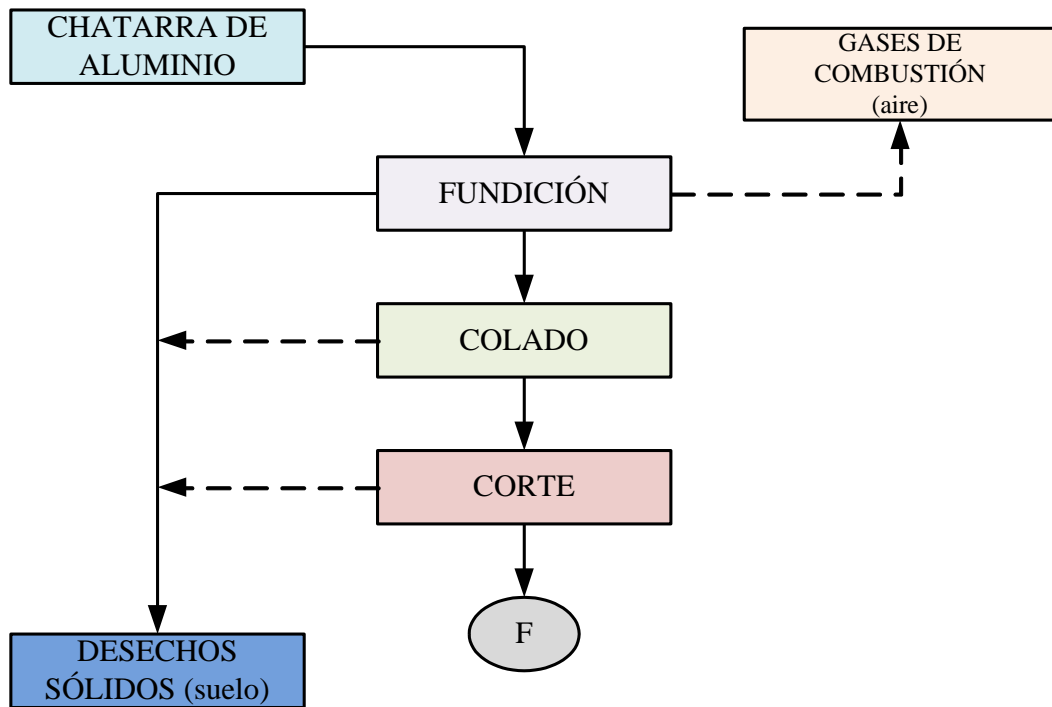 CHATARRA DE
ALUMINIO
GASES DE
COMBUSTIÓN
(aire)
FUNDICIÓN
COLADO
CORTE
F
DESECHOS
SÓLIDOS (suelo)